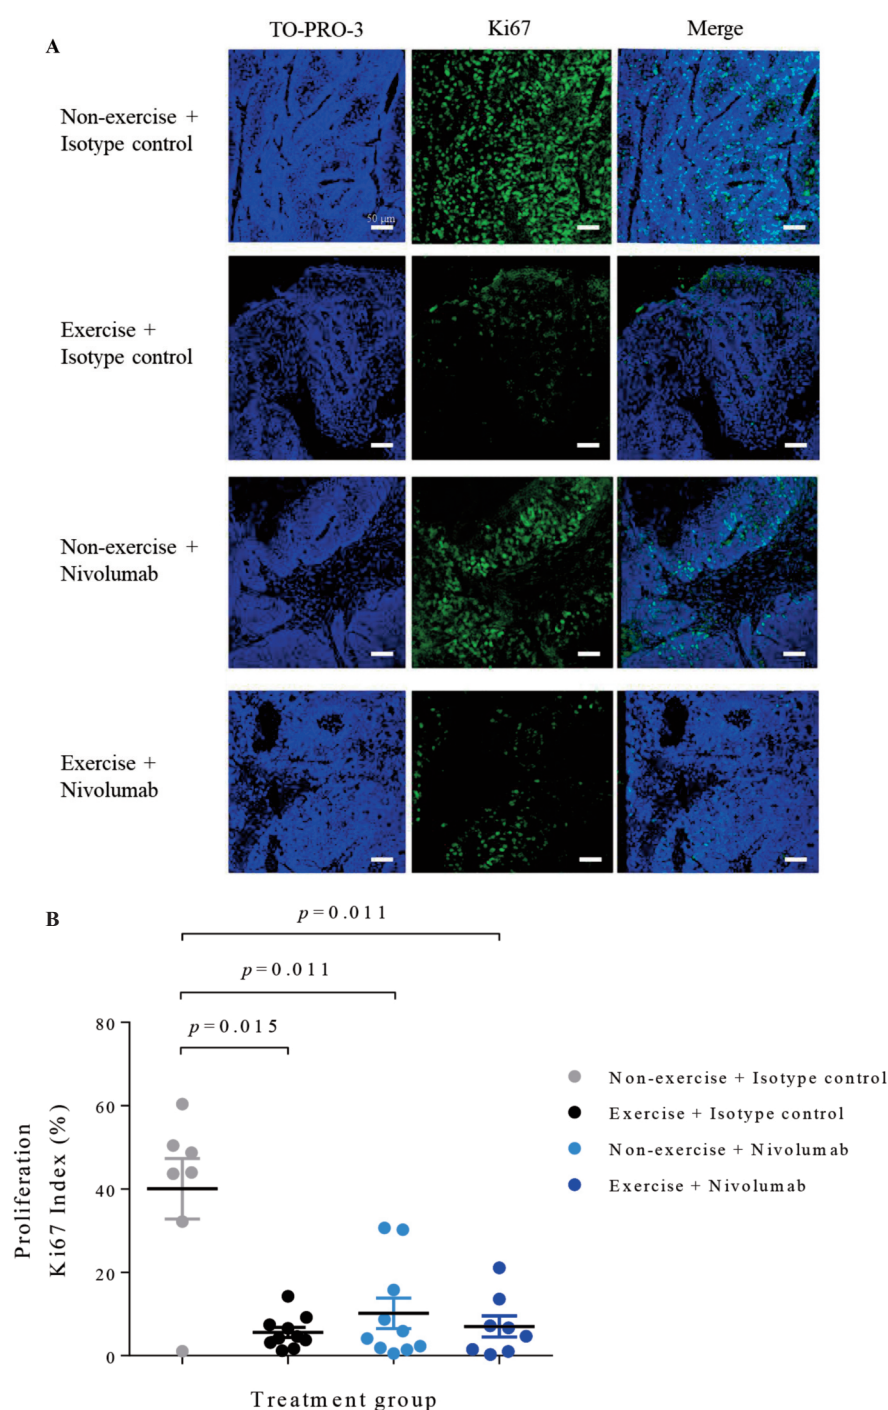 A
TO-PRO-3
Ki67
Merge
Non-exercise +
Isotype control
50 µm
Exercise +
Isotype control
Non-exercise +
Nivolumab
Exercise +
Nivolumab
B
p=0.011
p=0.011
p=0.015
80
60
40
20
0
Proliferation
Ki67 Index (%)
Treatment group
Non-exercise + Isotype control
Exercise + Isotype control
Non-exercise + Nivolumab
Exercise + Nivolumab